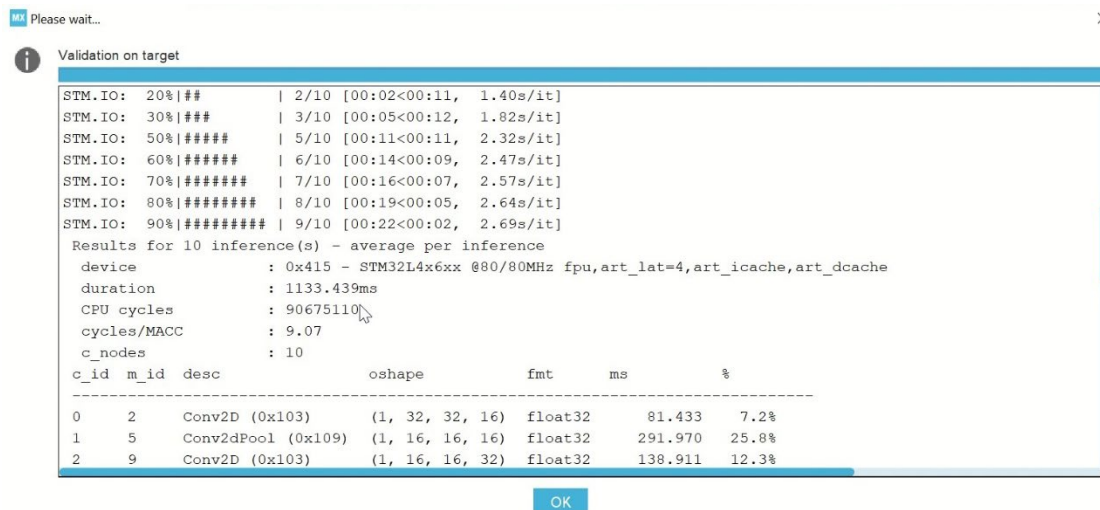 MX Please wait...
Validation on target
STM.IO:  20%|##        | 2/10 [00:02<00:11,  1.40s/it]
STM.IO:  30%|###       | 3/10 [00:05<00:12,  1.82s/it]
STM.IO:  50%|#####     | 5/10 [00:11<00:11,  2.32s/it]
STM.IO:  60%|######    | 6/10 [00:14<00:09,  2.47s/it]
STM.IO:  70%|#######   | 7/10 [00:16<00:07,  2.57s/it]
STM.IO:  80%|########  | 8/10 [00:19<00:05,  2.64s/it]
STM.IO:  90%|######### | 9/10 [00:22<00:02,  2.69s/it]
Results for 10 inference(s) - average per inference
device : 0x415 - STM32L4x6xx @80/80MHz fpu,art_lat=4,art_icache,art_dcache
duration : 1133.439ms
CPU cycles : 90675110
cycles/MACC : 9.07
c_nodes : 10
c_id m_id desc oshape fmt ms %
---------------------------------------------------------------------------------
0 2 Conv2D (0x103) (1, 32, 32, 16) float32 81.433 7.2%
1 5 Conv2dPool (0x109) (1, 16, 16, 16) float32 291.970 25.8%
2 9 Conv2D (0x103) (1, 16, 16, 32) float32 138.911 12.3%
OK